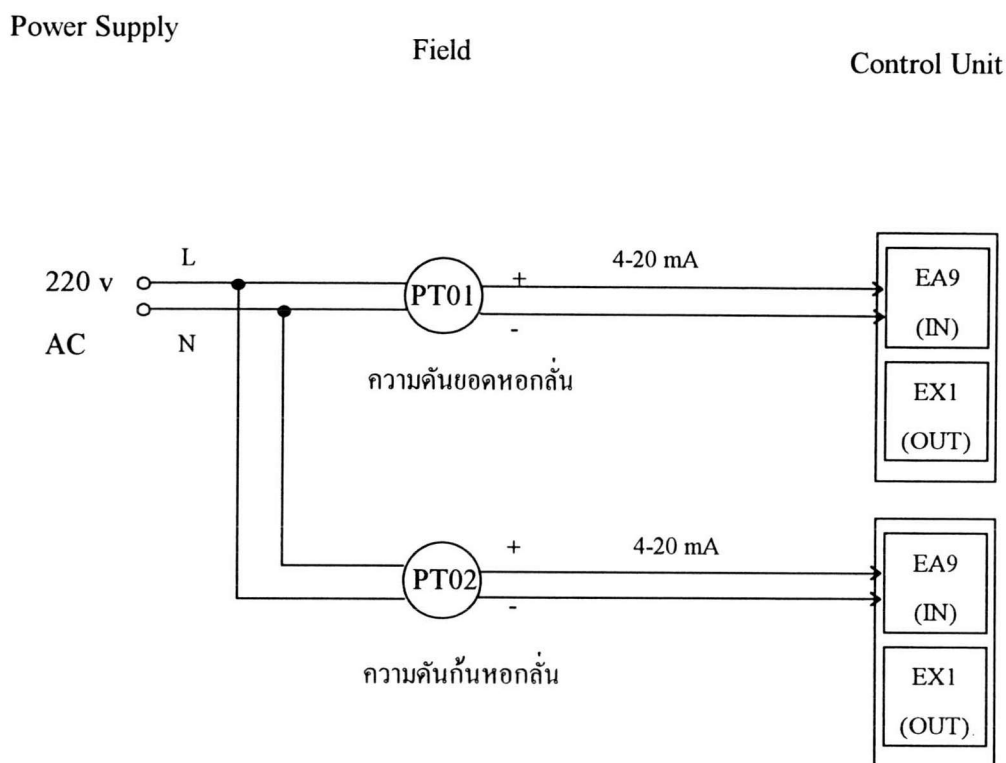 Power Supply
Field
Control Unit
L
220 v
AC
N
PT01
+
-
4-20 mA
EA9
(IN)
EX1
(OUT)
ความดันยอดหอกลั่น
PT02
+
-
4-20 mA
EA9
(IN)
EX1
(OUT)
ความดันก้นหอกลั่น